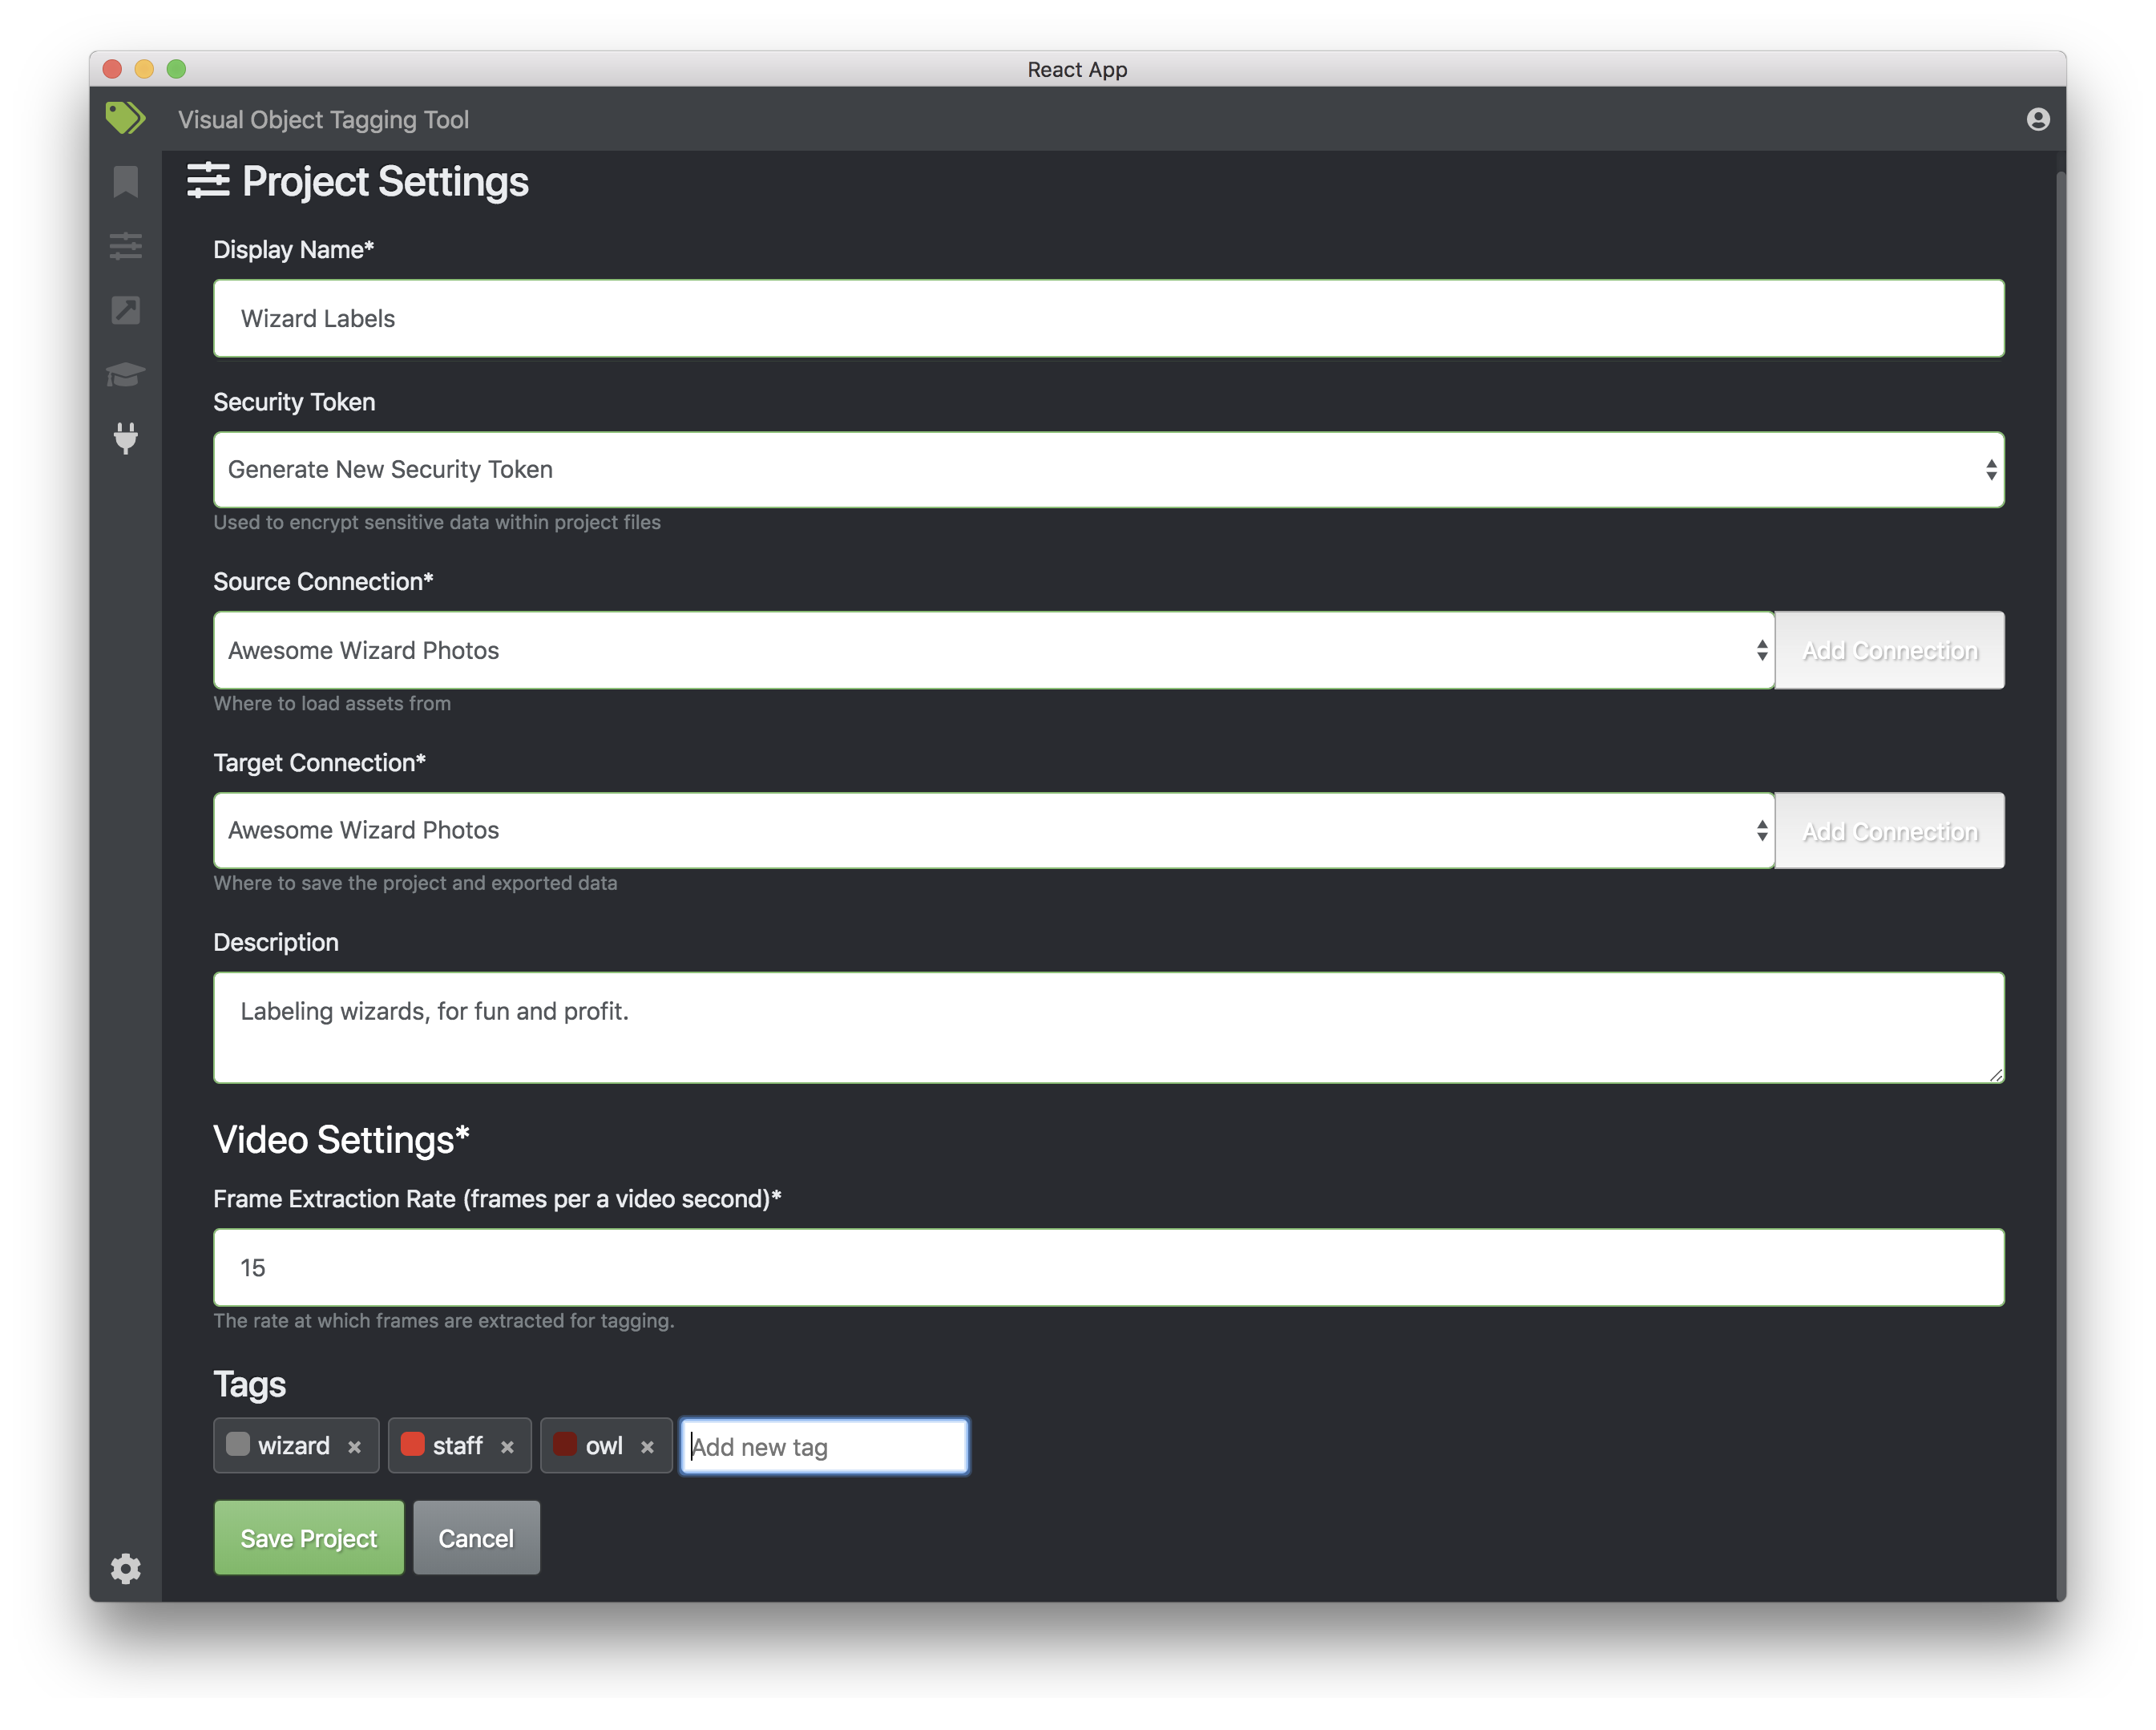 React App
Visual Object Tagging Tool
Project Settings
Display Name*
Wizard Labels
Security Token
Generate New Security Token
Used to encrypt sensitive data within project files
Source Connection*
Awesome Wizard Photos Add Connection
Where to load assets from
Target Connection*
Awesome Wizard Photos Add Connection
Where to save the project and exported data
Description
Labeling wizards, for fun and profit.
Video Settings*
Frame Extraction Rate (frames per a video second)*
15
The rate at which frames are extracted for tagging.
Tags
wizard × staff × owl × Add new tag
Save Project Cancel